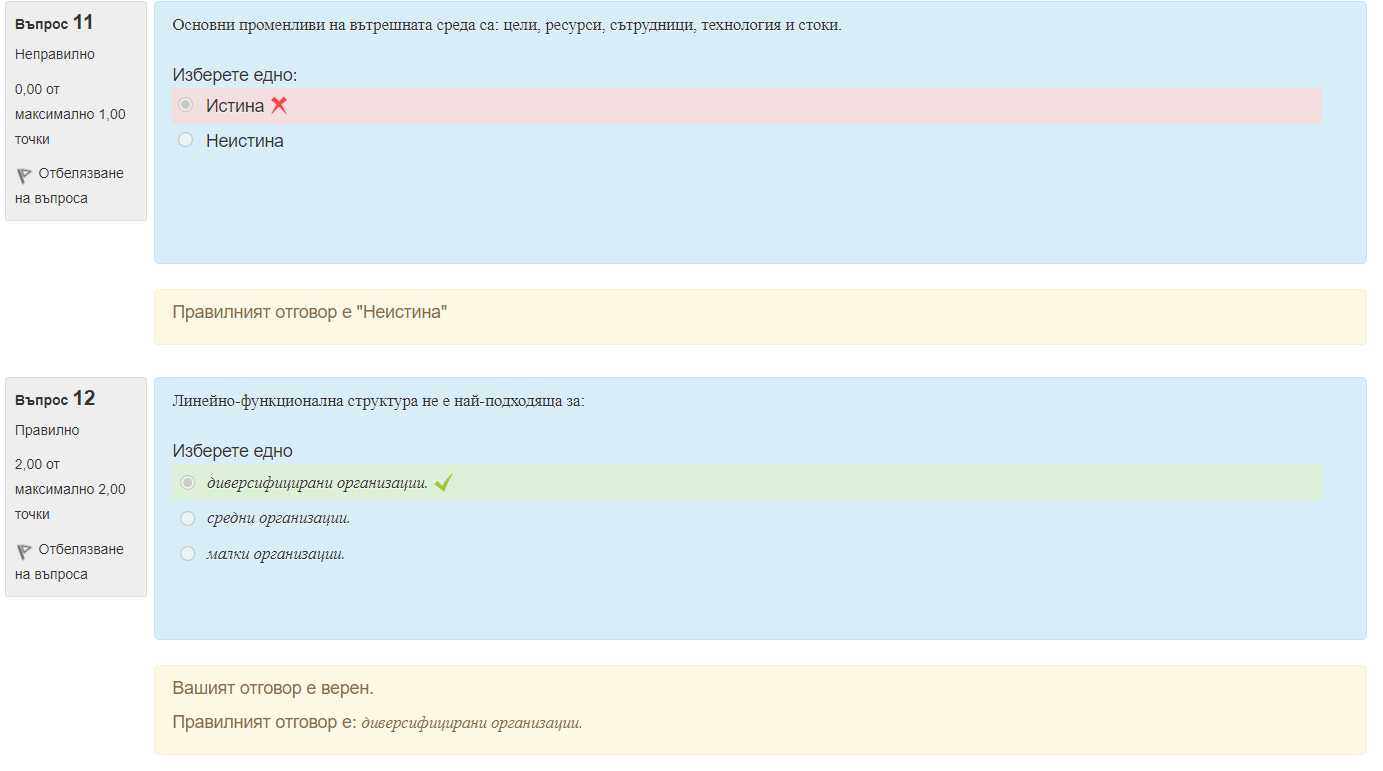 Въпрос 11
Неправилно
0,00 от
максимално 1,00
точки
Отбелязване
на въпроса
Основни променливи на вътрешната среда са: цели, ресурси, сътрудници, технология и стоки.
Изберете едно:
Истина
Неистина
Правилният отговор е "Неистина"
Въпрос 12
Правилно
2,00 от
максимално 2,00
точки
Отбелязване
на въпроса
Линейно-функционална структура не е най-подходяща за:
Изберете едно
диверсифицирани организации.
средни организации.
малки организации.
Вашият отговор е верен.
Правилният отговор е: диверсифицирани организации.